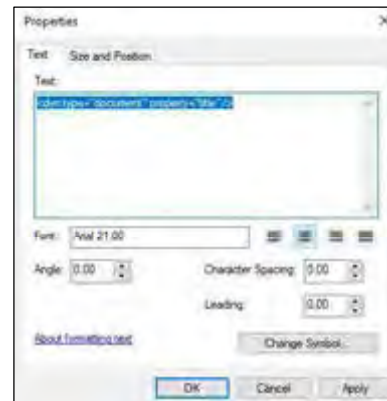 Properties
Text Size and Position
Text:
<dyn type="document" property="title"/>
Font: Arial 21.00
Angle: 0.00 Character Spacing: 0.00
Leading: 0.00
About formatting text
Change Symbol...
OK Cancel Apply